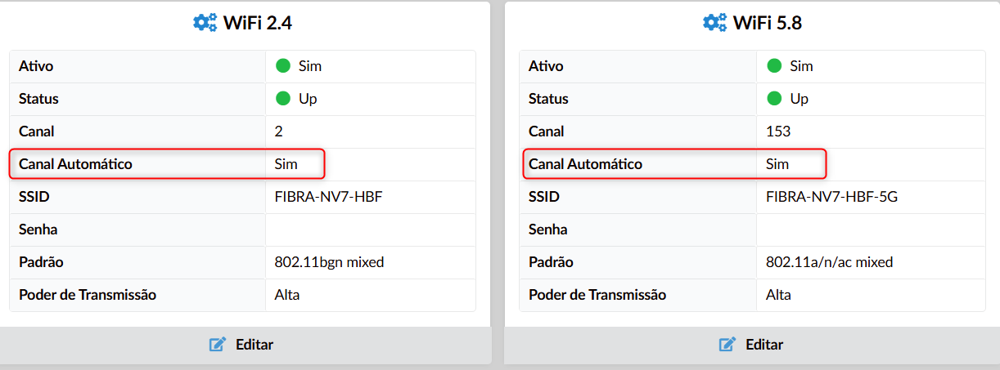 WiFi 2.4
Ativo Sim
Status Up
Canal 2
Canal Automático Sim
SSID FIBRA-NV7-HBF
Senha
Padrão 802.11bgn mixed
Poder de Transmissão Alta
Editar
WiFi 5.8
Ativo Sim
Status Up
Canal 153
Canal Automático Sim
SSID FIBRA-NV7-HBF-5G
Senha
Padrão 802.11a/n/ac mixed
Poder de Transmissão Alta
Editar